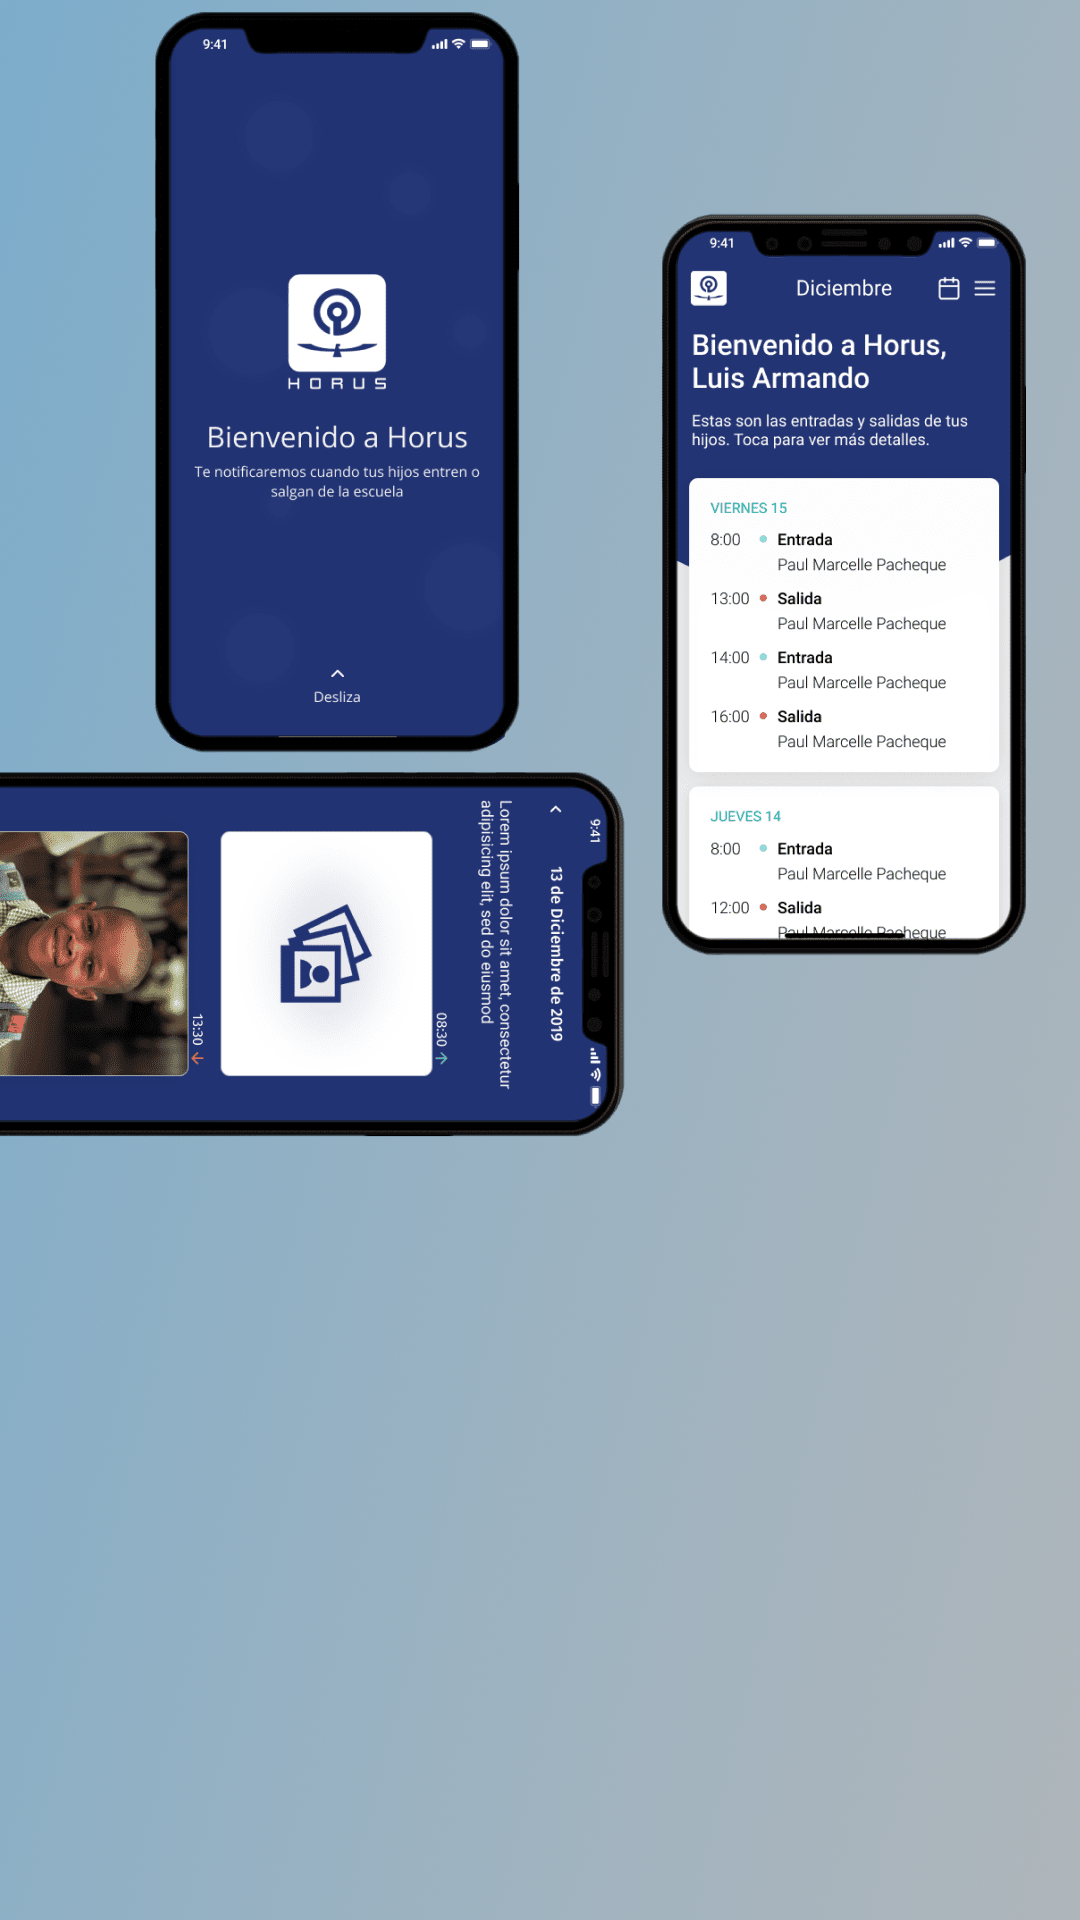 9:41
HORUS
Bienvenido a Horus
Te notificaremos cuando tus hijos entren o
salgan de la escuela
Desliza
9:41
Diciembre
Bienvenido a Horus,
Luis Armando
Estas son las entradas y salidas de tus
hijos. Toca para ver más detalles.
VIERNES 15
8:00 Entrada
Paul Marcelle Pacheque
13:00 Salida
Paul Marcelle Pacheque
14:00 Entrada
Paul Marcelle Pacheque
16:00 Salida
Paul Marcelle Pacheque
JUEVES 14
8:00 Entrada
Paul Marcelle Pacheque
12:00 Salida
Paul Marcelle Pacheque
9:41
13 de Diciembre de 2019
Lorem ipsum dolor sit amet, consectetur
adipisicing elit, sed do eiusmod
08:30
13:30